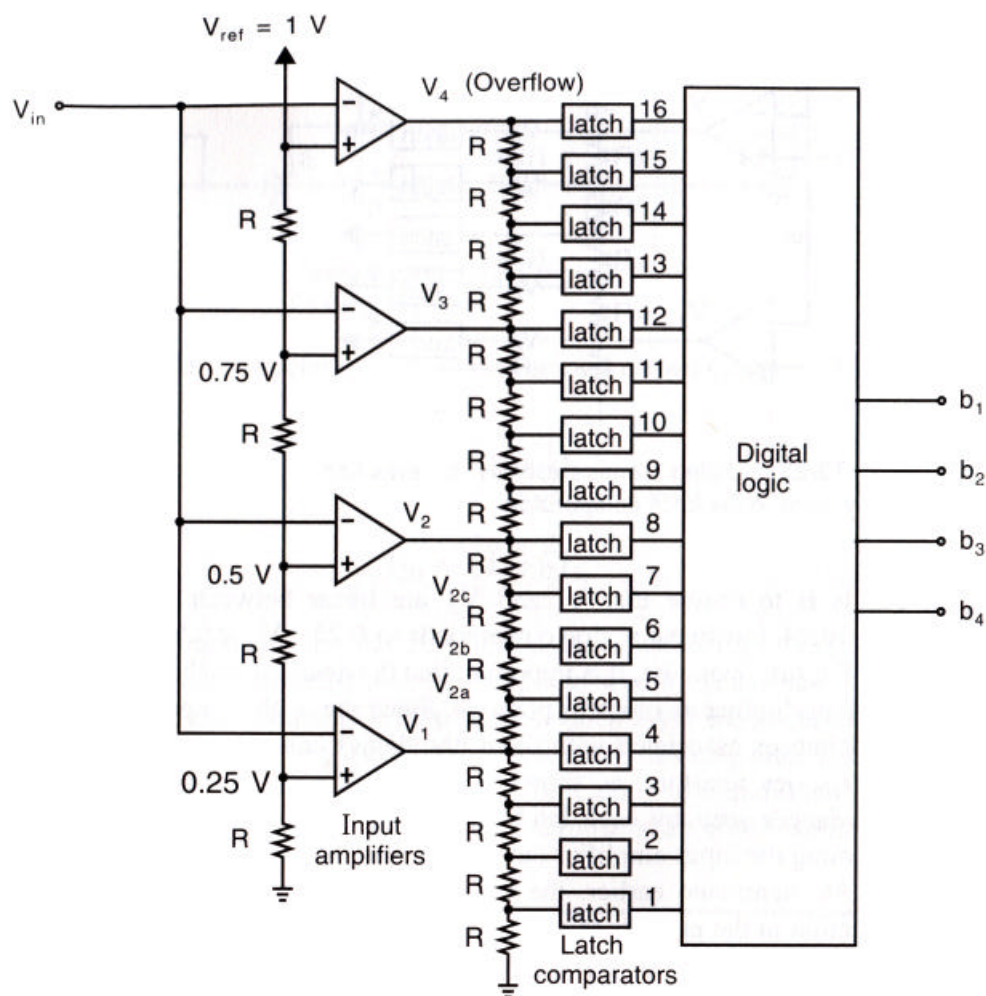 V_ref = 1 V
V_in
V_4 (Overflow)
latch 16
R
latch 15
R
latch 14
R
R
latch 13
V_3
R
latch 12
0.75 V
R
latch 11
R
R
latch 10
R
latch 9
V_2
R
latch 8
0.5 V
R
V_2c
latch 7
R
V_2b
latch 6
R
R
V_2a
latch 5
R
V_1
latch 4
0.25 V
R
latch 3
R
R
latch 2
R
latch 1
R
Input
amplifiers
Latch
comparators
Digital
logic
b_1
b_2
b_3
b_4
− +
− +
− +
− +